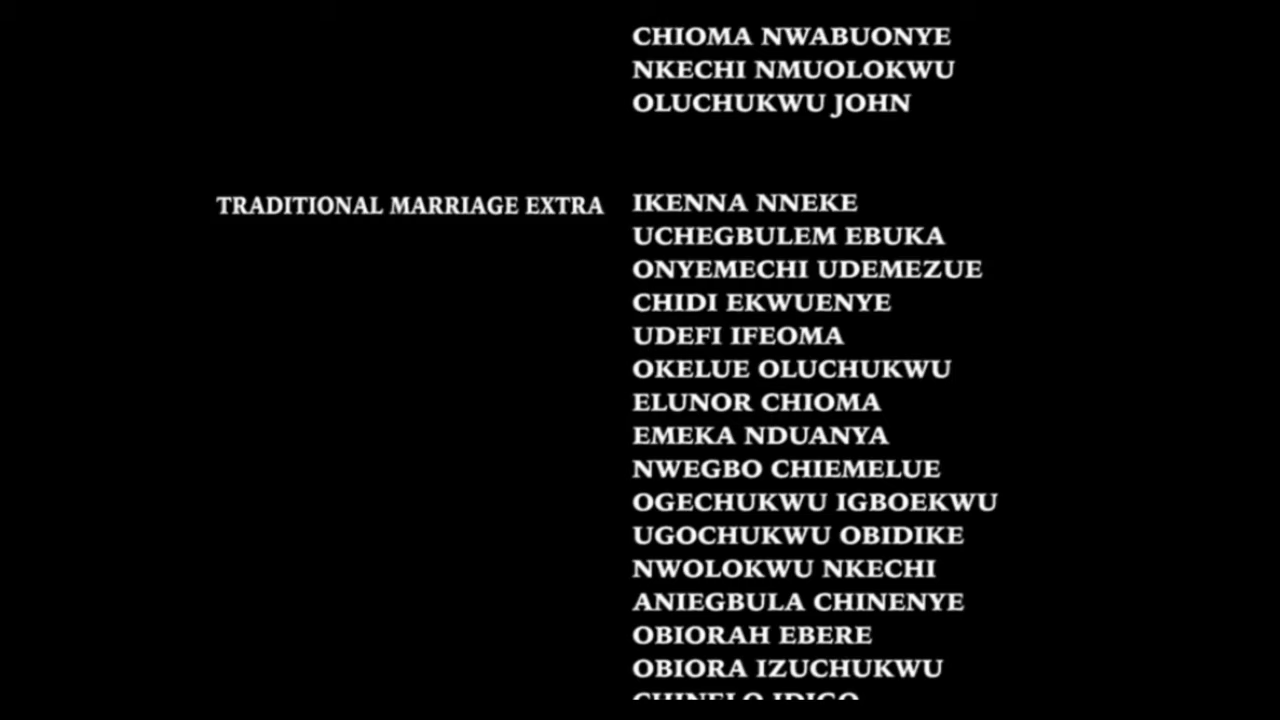 CHIOMA NWABUONYE
NKECHI NMUOLOKWU
OLUCHUKWU JOHN
TRADITIONAL MARRIAGE EXTRA IKENNA NNEKE
UCHEGBULEM EBUKA
ONYEMECHI UDEMEZUE
CHIDI EKWUENYE
UDEFI IFEOMA
OKELUE OLUCHUKWU
ELUNOR CHIOMA
EMEKA NDUANYA
NWEGBO CHIEMELUE
OGECHUKWU IGBOEKWU
UGOCHUKWU OBIDIKE
NWOLOKWU NKECHI
ANIEGBULA CHINENYE
OBIORAH EBERE
OBIORA IZUCHUKWU